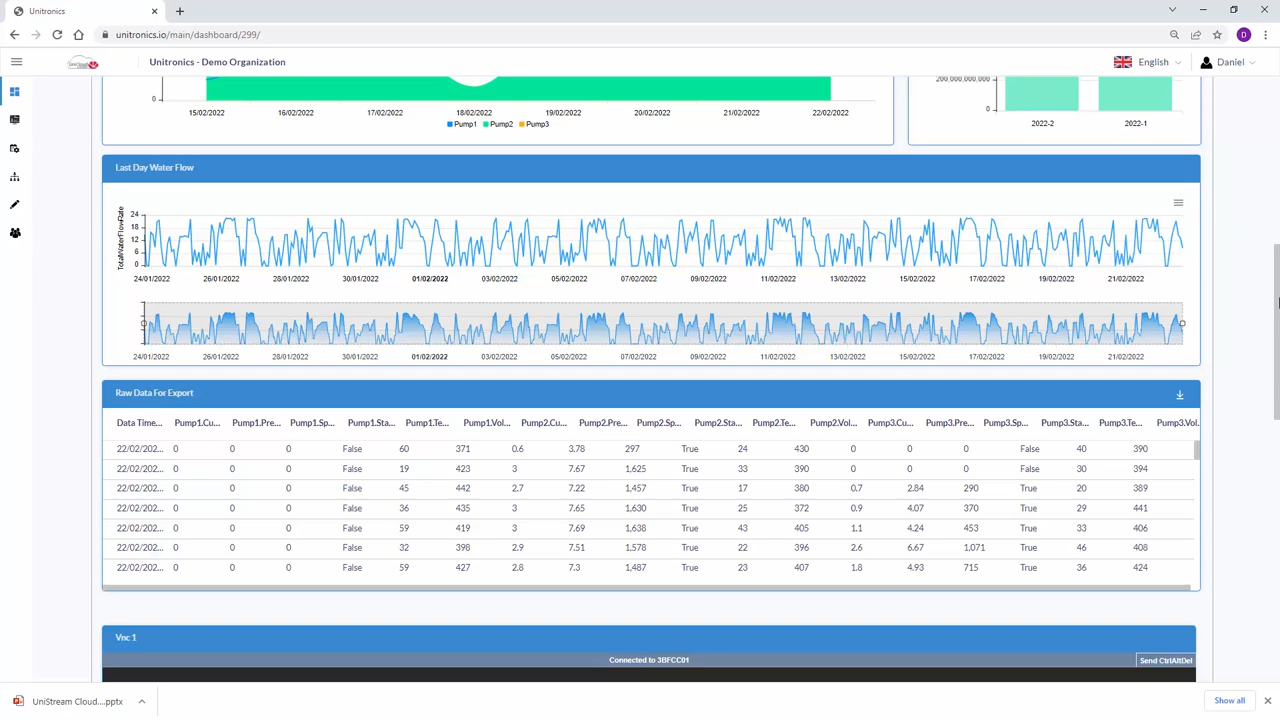 Unitronics
unitronics.io/main/dashboard/299/
D
Unitronics - Demo Organization
English
Daniel
0
15/02/2022 16/02/2022 17/02/2022 18/02/2022 19/02/2022 20/02/2022 21/02/2022 22/02/2022
Pump1 Pump2 Pump3
200,000,000,000
0
2022-2 2022-1
Last Day Water Flow
TotalWaterFlowRate
24
18
12
6
0
24/01/2022 26/01/2022 28/01/2022 30/01/2022 01/02/2022 03/02/2022 05/02/2022 07/02/2022 09/02/2022 11/02/2022 13/02/2022 15/02/2022 17/02/2022 19/02/2022 21/02/2022
24/01/2022 26/01/2022 28/01/2022 30/01/2022 01/02/2022 03/02/2022 05/02/2022 07/02/2022 09/02/2022 11/02/2022 13/02/2022 15/02/2022 17/02/2022 19/02/2022 21/02/2022
Raw Data For Export
Data Time... Pump1.Cu... Pump1.Pre... Pump1.Sp... Pump1.Sta... Pump1.Te... Pump1.Vol... Pump2.Cu... Pump2.Pre... Pump2.Sp... Pump2.Sta... Pump2.Te... Pump2.Vol... Pump3.Cu... Pump3.Pre... Pump3.Sp... Pump3.Sta... Pump3.Te... Pump3.Vol
22/02/202... 0 0 0 False 60 371 0.6 3.78 297 True 24 430 0 0 0 False 40 390
22/02/202... 0 0 0 False 19 423 3 7.67 1,625 True 33 390 0 0 0 False 30 394
22/02/202... 0 0 0 False 45 442 2.7 7.22 1,457 True 17 380 0.7 2.84 290 True 20 389
22/02/202... 0 0 0 False 36 435 3 7.65 1,630 True 25 372 0.9 4.07 370 True 29 441
22/02/202... 0 0 0 False 59 419 3 7.69 1,638 True 43 405 1.1 4.24 453 True 33 406
22/02/202... 0 0 0 False 32 398 2.9 7.51 1,578 True 22 396 2.6 6.67 1,071 True 46 408
22/02/202... 0 0 0 False 59 427 2.8 7.3 1,487 True 23 407 1.8 4.93 715 True 36 424
Vnc 1
Connected to 3BFCC01
Send CtrlAltDel
UniStream Cloud....pptx
Show all